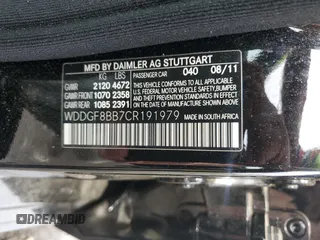 MFD BY DAIMLER AG STUTTGART
KG LBS PASSENGER CAR 040 08/11
GVWR 2120 4672 THIS VEHICLE CONFORMS TO ALL APPLICABLE
GAWR FRONT 1070 2358 U.S. FEDERAL MOTOR VEHICLE SAFETY, BUMPER,
GAWR REAR 1085 2391 AND THEFT PREVENTION STANDARDS IN EFFECT
ON THE DATE OF MANUFACTURE SHOWN ABOVE.
WDDGF8BB7CR191979 MADE IN SOUTH AFRICA
DREAMBID